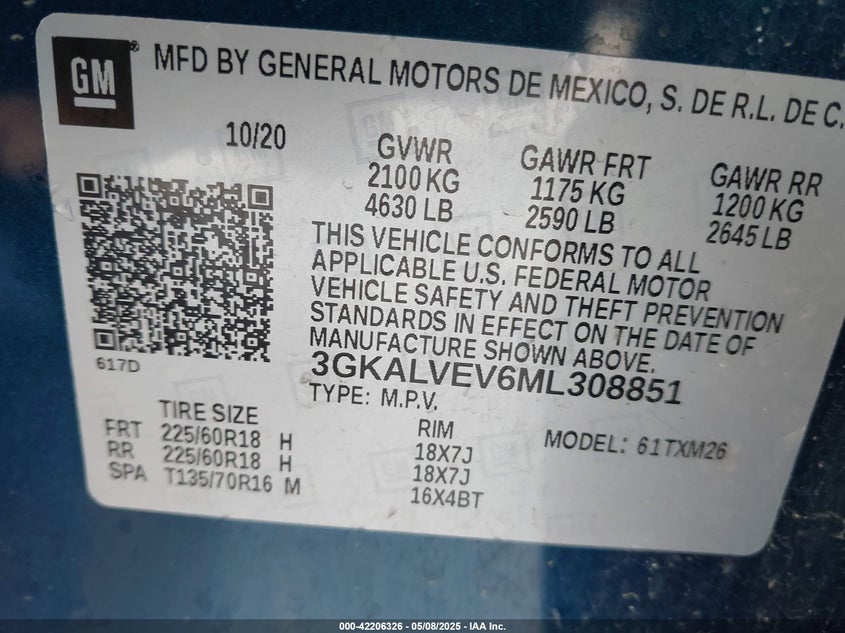 GM
MFD BY GENERAL MOTORS DE MEXICO, S. DE R.L. DE C.
10/20
GVWR
2100 KG
4630 LB
GAWR FRT
1175 KG
2590 LB
GAWR RR
1200 KG
2645 LB
THIS VEHICLE CONFORMS TO ALL
APPLICABLE U.S. FEDERAL MOTOR
VEHICLE SAFETY AND THEFT PREVENTION
STANDARDS IN EFFECT ON THE DATE OF
MANUFACTURE SHOWN ABOVE.
617D
3GKALVEV6ML308851
TYPE: M.P.V.
TIRE SIZE
FRT 225/60R18 H
RR 225/60R18 H
SPA T135/70R16 M
RIM
18X7J
18X7J
16X4BT
MODEL: 61TXM26
000-42206326 - 05/08/2025 - IAA Inc.